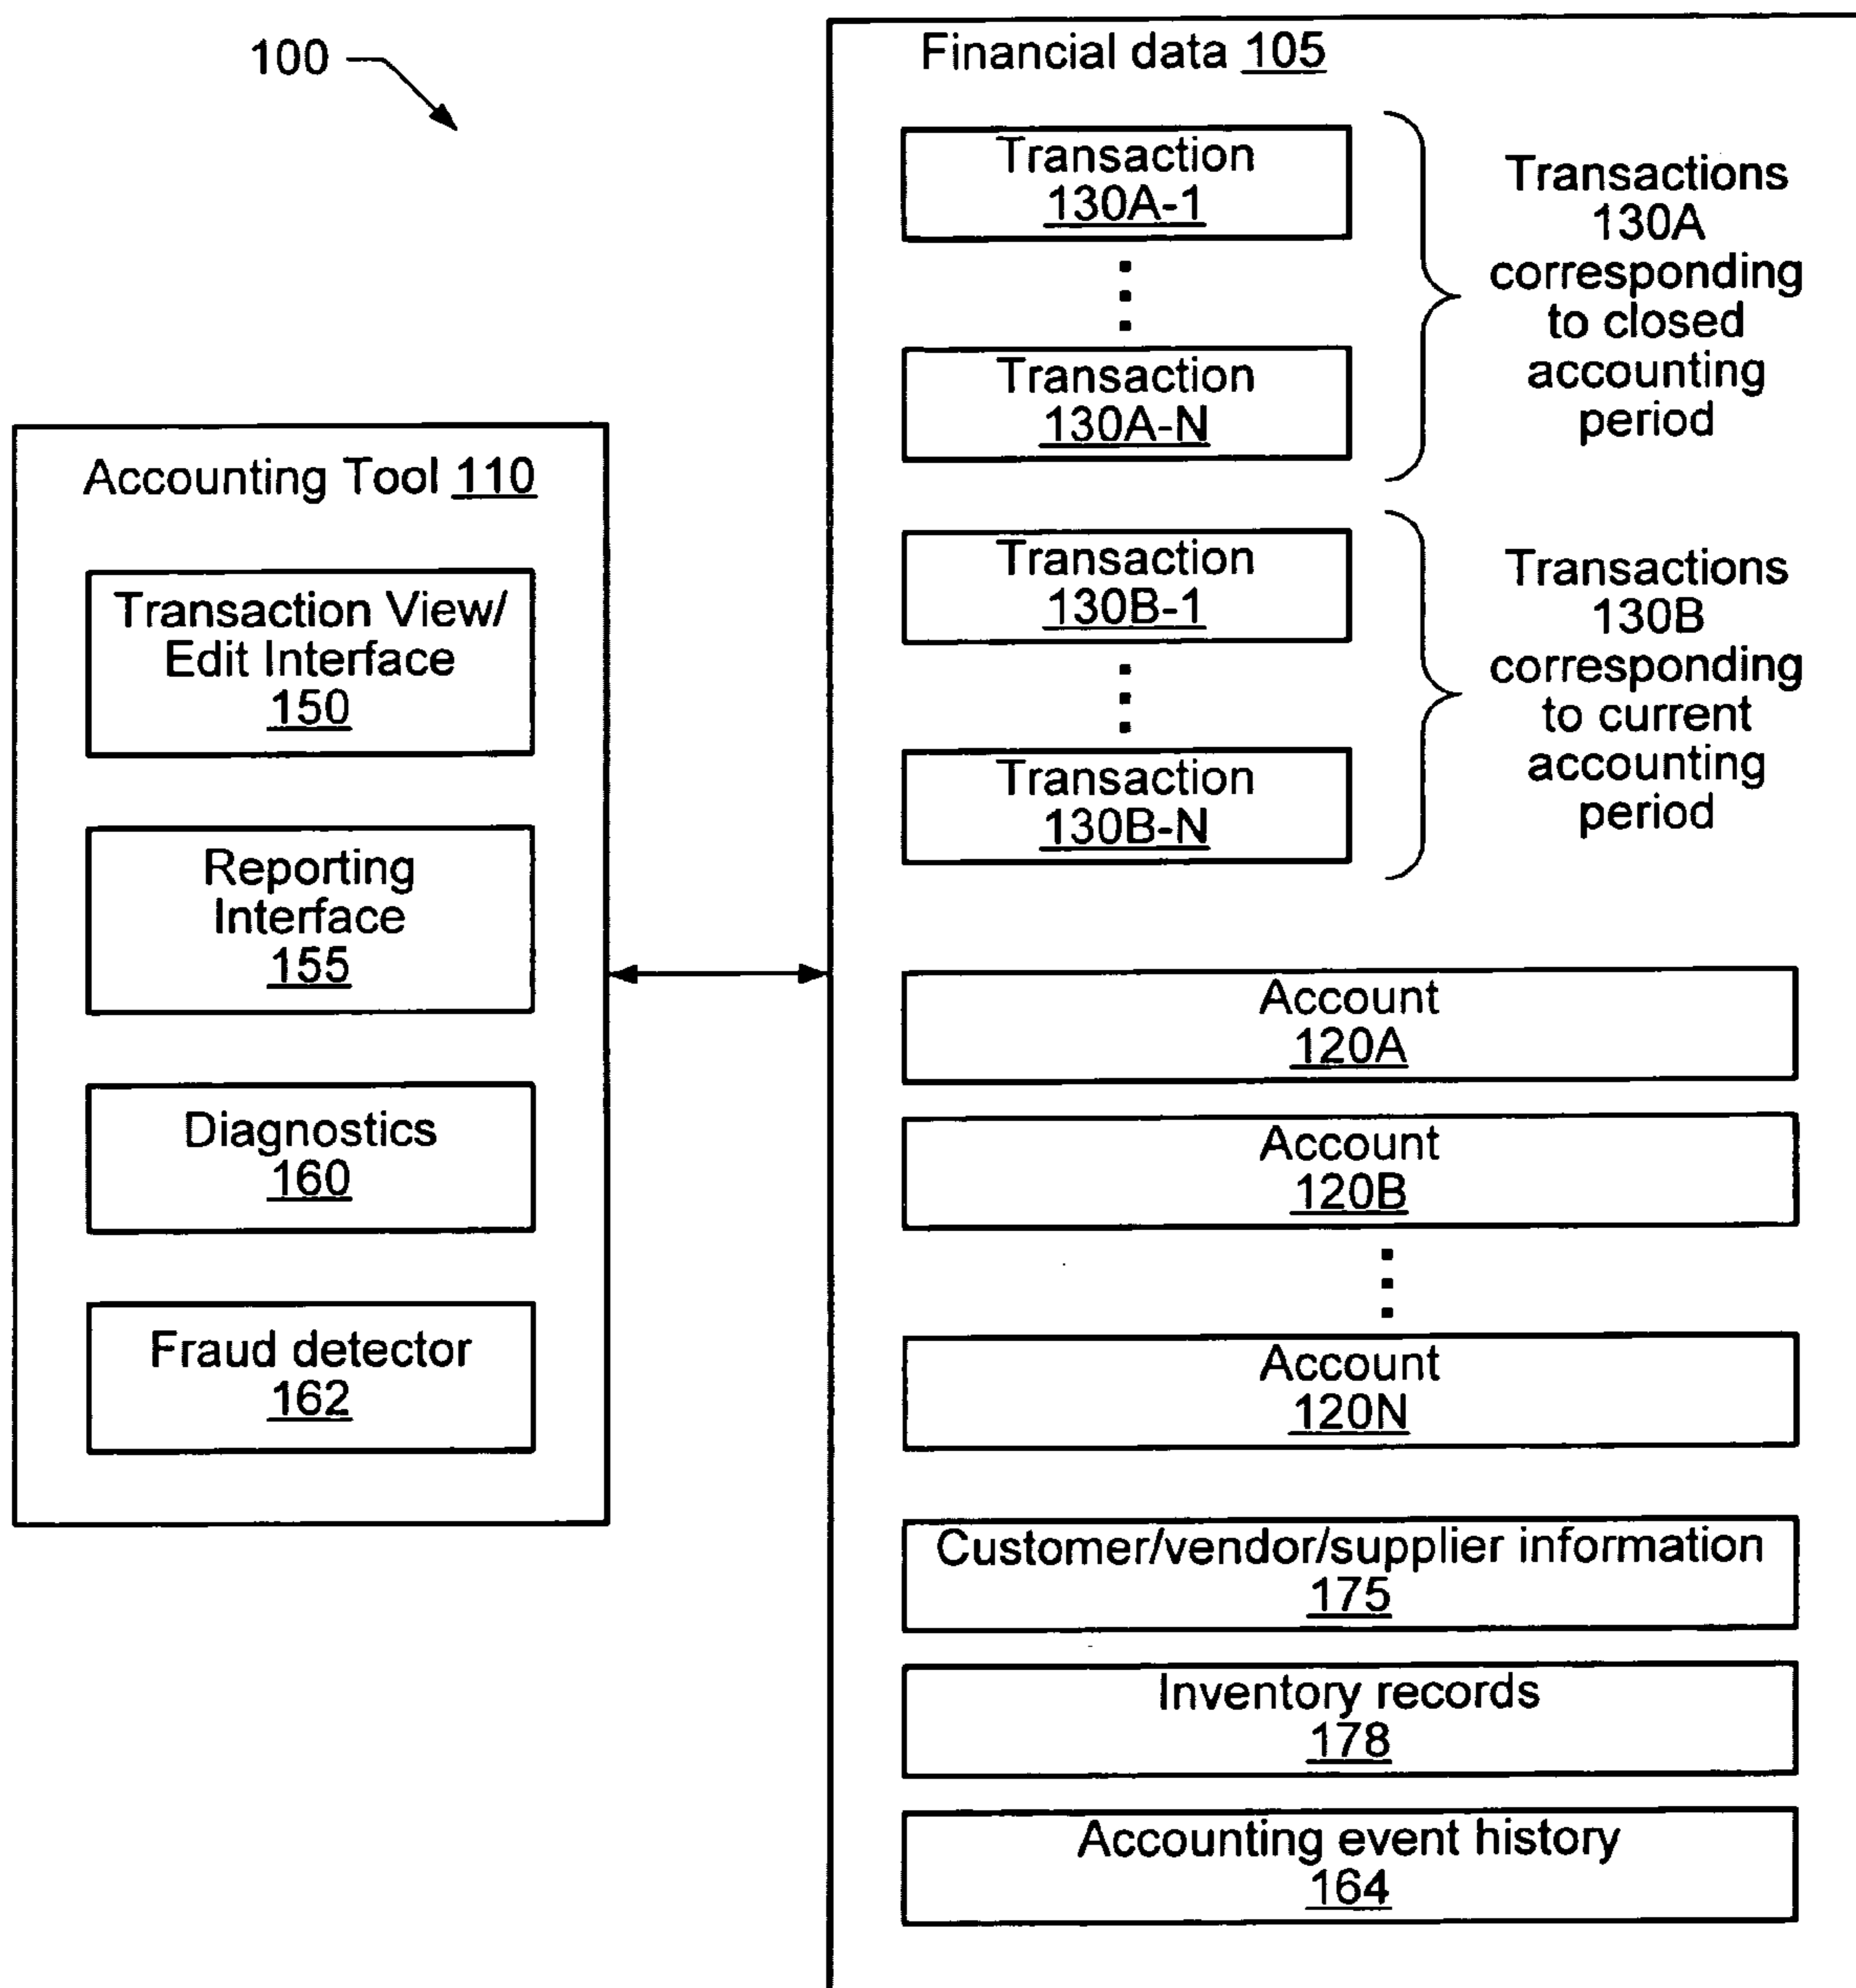 100
Accounting Tool 110
Transaction View/
Edit Interface
150
Reporting
Interface
155
Diagnostics
160
Fraud detector
162
Financial data 105
Transaction
130A-1
Transaction
130A-N
Transactions
130A
corresponding
to closed
accounting
period
Transaction
130B-1
Transaction
130B-N
Transactions
130B
corresponding
to current
accounting
period
Account
120A
Account
120B
Account
120N
Customer/vendor/supplier information
175
Inventory records
178
Accounting event history
164